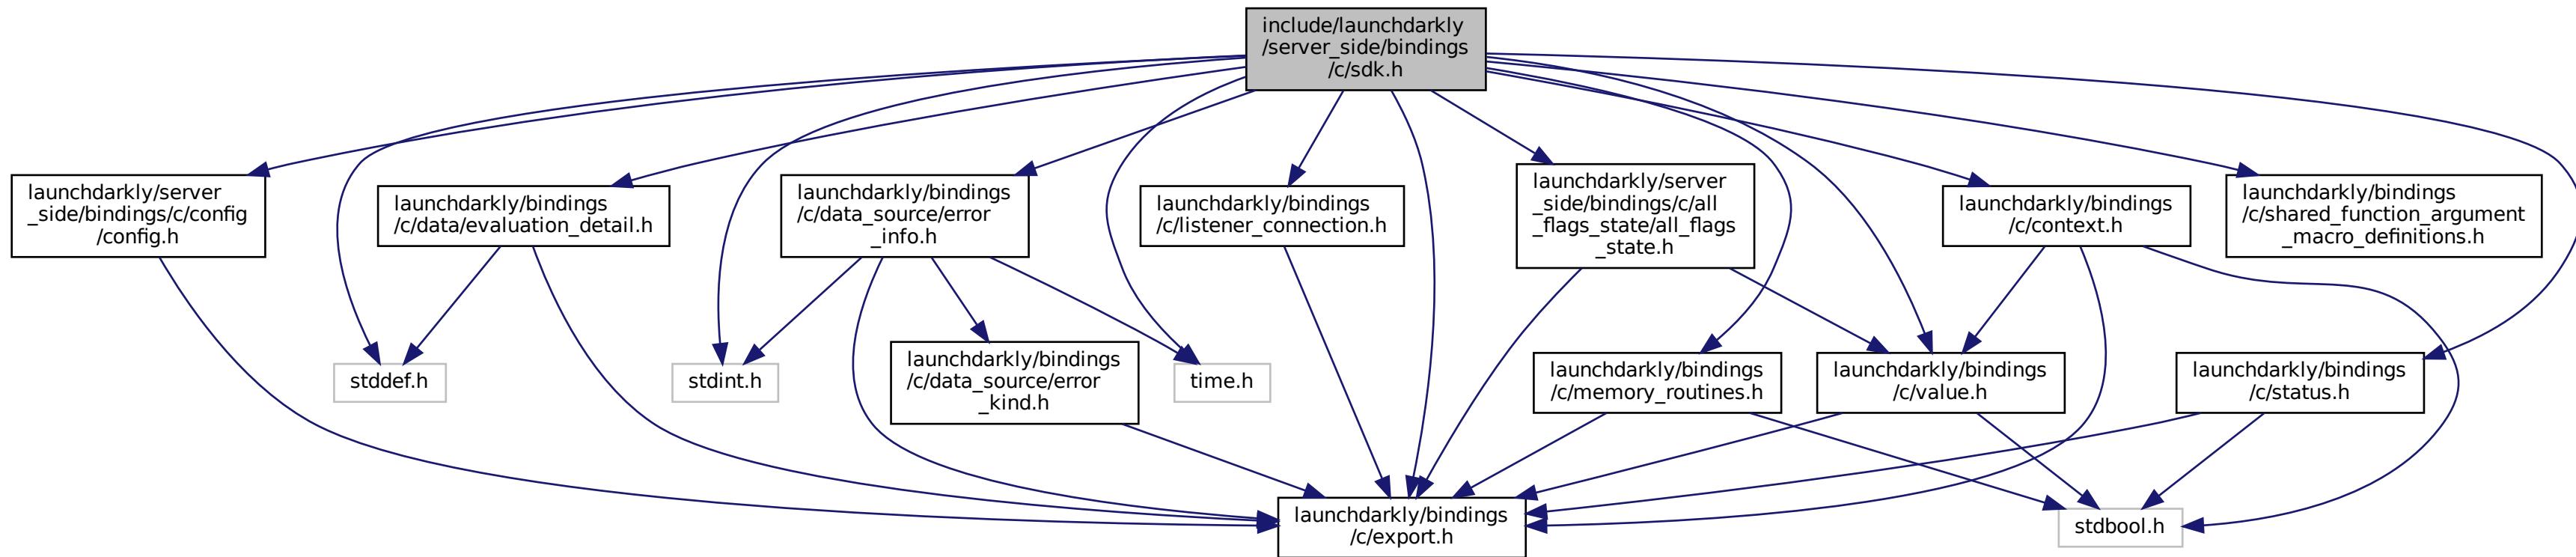 include/launchdarkly
/server_side/bindings
/c/sdk.h
launchdarkly/server
_side/bindings/c/config
/config.h
launchdarkly/bindings
/c/data/evaluation_detail.h
launchdarkly/bindings
/c/data_source/error
_info.h
launchdarkly/bindings
/c/listener_connection.h
launchdarkly/server
_side/bindings/c/all
_flags_state/all_flags
_state.h
launchdarkly/bindings
/c/context.h
launchdarkly/bindings
/c/shared_function_argument
_macro_definitions.h
stddef.h
stdint.h
launchdarkly/bindings
/c/data_source/error
_kind.h
time.h
launchdarkly/bindings
/c/memory_routines.h
launchdarkly/bindings
/c/value.h
launchdarkly/bindings
/c/status.h
launchdarkly/bindings
/c/export.h
stdbool.h